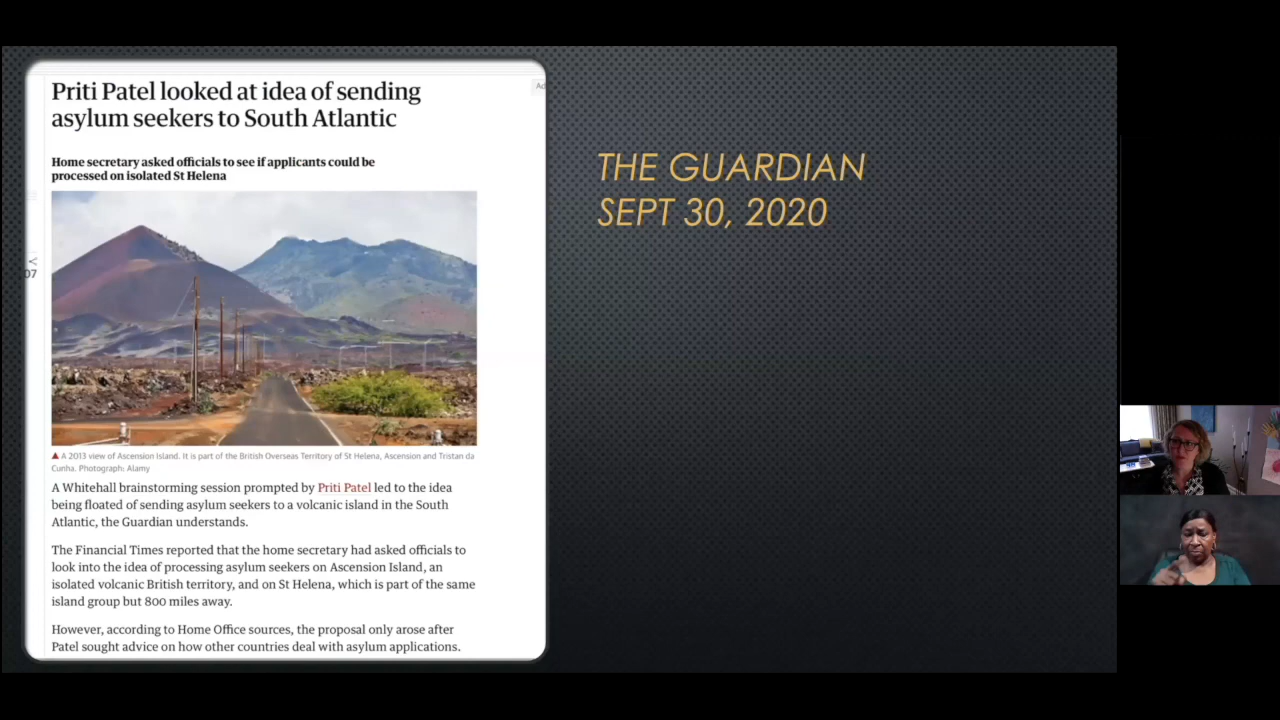 Priti Patel looked at idea of sending
asylum seekers to South Atlantic
Ad
Home secretary asked officials to see if applicants could be
processed on isolated St Helena
07
▲ A 2013 view of Ascension Island. It is part of the British Overseas Territory of St Helena, Ascension and Tristan da
Cunha. Photograph: Alamy
A Whitehall brainstorming session prompted by Priti Patel led to the idea
being floated of sending asylum seekers to a volcanic island in the South
Atlantic, the Guardian understands.
The Financial Times reported that the home secretary had asked officials to
look into the idea of processing asylum seekers on Ascension Island, an
isolated volcanic British territory, and on St Helena, which is part of the same
island group but 800 miles away.
However, according to Home Office sources, the proposal only arose after
Patel sought advice on how other countries deal with asylum applications.
THE GUARDIAN
SEPT 30, 2020